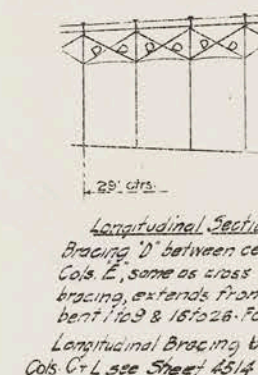 D D D D
29' ctrs.
Longitudinal Secti
Bracing "D" between ce
Cols. "E", same as cross
bracing, extends from
bent 1 to 9 & 16 to 26. Fo
Longitudinal Bracing b
Cols. C & L see Sheet 4514